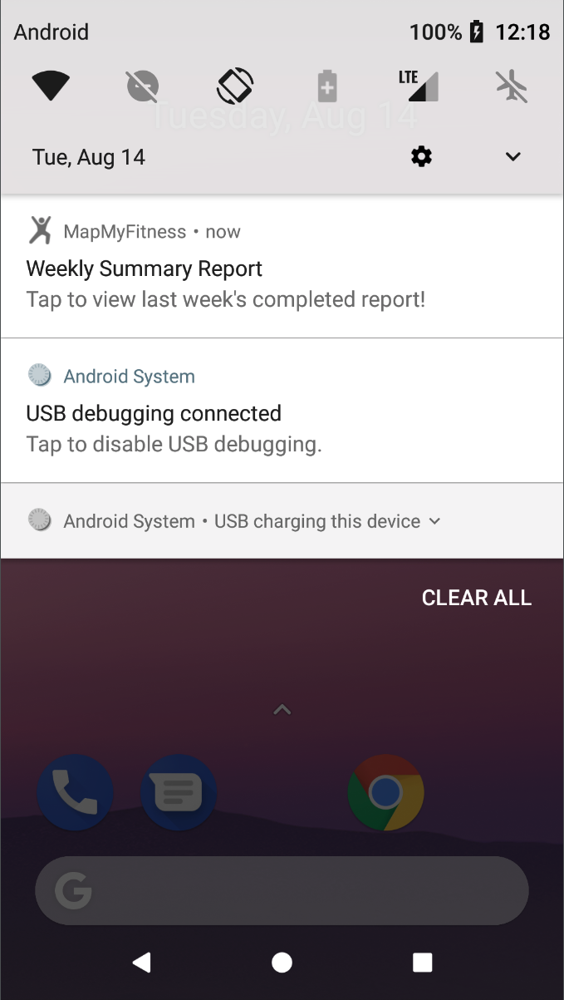 Android
100% 12:18
LTE
Tuesday, Aug 14
Tue, Aug 14
MapMyFitness • now
Weekly Summary Report
Tap to view last week's completed report!
Android System
USB debugging connected
Tap to disable USB debugging.
Android System • USB charging this device
CLEAR ALL
G